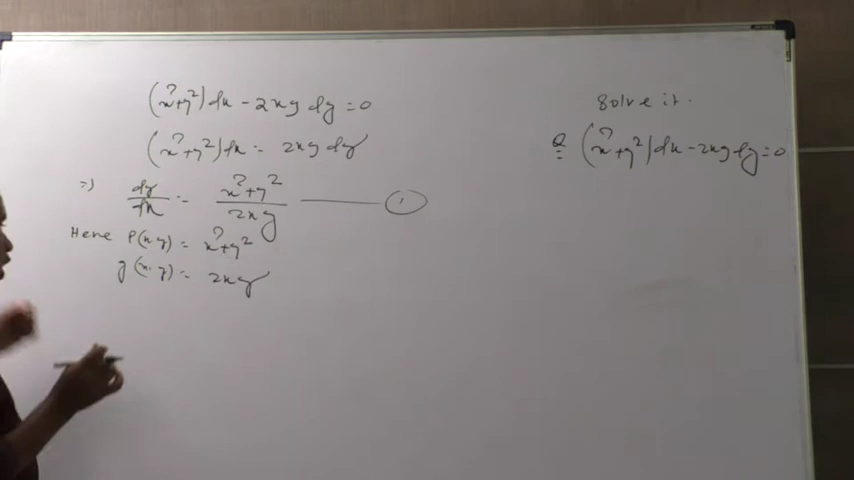 (x²+y²)dx - 2xy dy = 0
(x²+y²)dx = 2xy dy
=) dy/dx = x²+y²/2xy ——— ①
Here P(x y) = x²+y²
g(x, y) = 2xy
Solve it.
Q = (x²+y²)dx - 2xy dy = 0